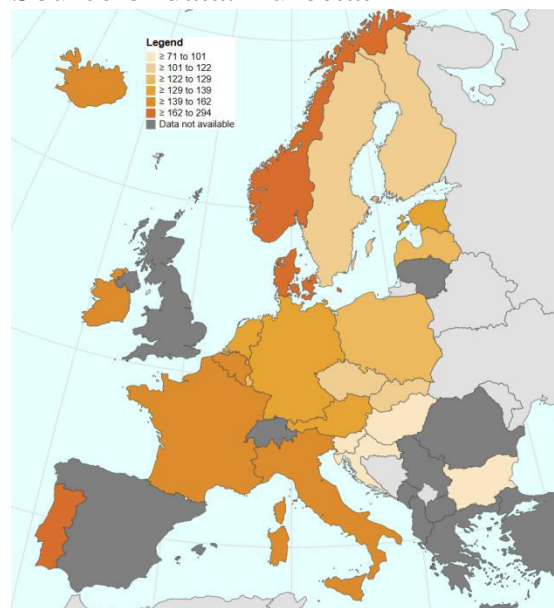 Legend
≥ 71 to 101
≥ 101 to 122
≥ 122 to 129
≥ 129 to 139
≥ 139 to 162
≥ 162 to 294
Data not available